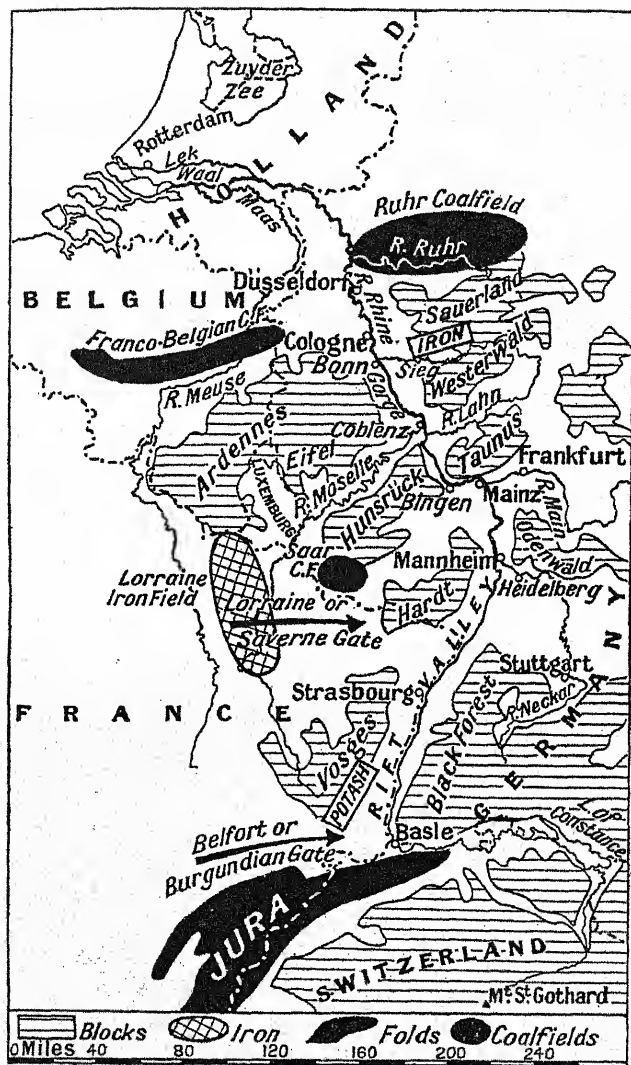 Zuyder
Zee
HOLLAND
Rotterdam
Lek
Waal
Maas
Ruhr Coalfield
R. Ruhr
Düsseldorf
R. Rhine
Sauerland
BELGIUM
Franco-Belgian C.F.
Cologne
IRON
Bonn
Sieg
Westerwald
R. Meuse
Gorge
R. Lahn
Coblenz
Ardennes
Eifel
Taunus
Frankfurt
LUXEMBURG
R. Moselle
Hunsrück
Bingen
Mainz
R. Main
Odenwald
Saar
C.F.
Mannheim
Lorraine
Iron Field
Lorraine or
Saverne Gate
Hardt
Heidelberg
Stuttgart
Strasbourg
R. Neckar
FRANCE
GERMANY
Vosges
POTASH
RIFT VALLEY
Black Forest
Belfort or
Burgundian Gate
Basle
L. of
Constance
JURA
SWITZERLAND
Mt. St. Gothard
Blocks Iron Folds Coalfields
0 Miles 40 80 120 160 200 240